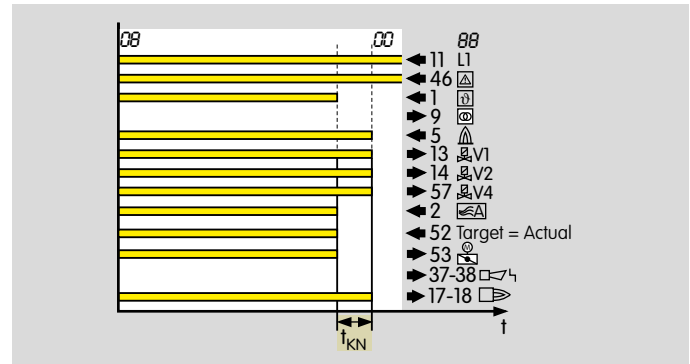 08 00 88
11 L1
46
1 ϑ
9
5
13 V1
14 V2
57 V4
2 A
52 Target = Actual
53 M
37-38
17-18
t
tKN